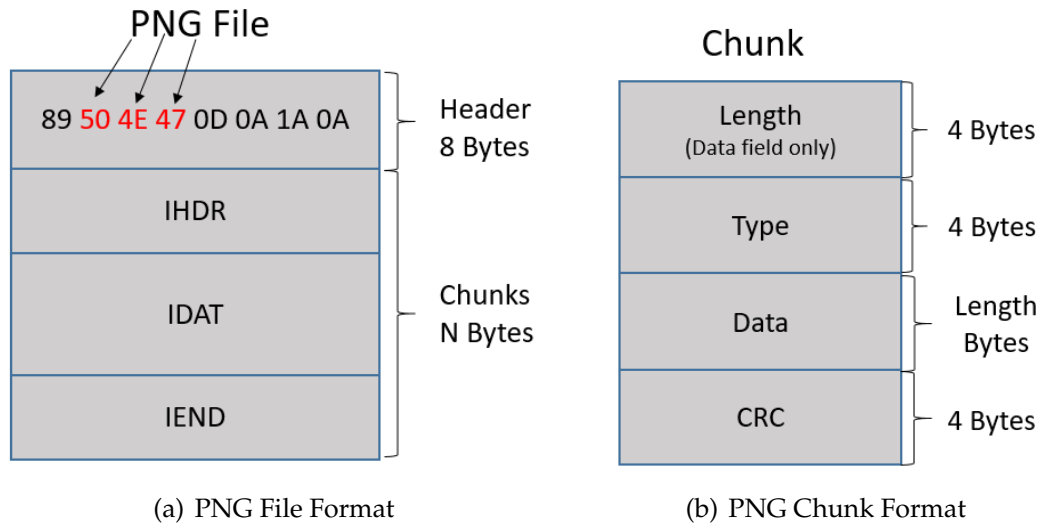 PNG File
89 50 4E 47 0D 0A 1A 0A
Header
8 Bytes
IHDR
IDAT
IEND
Chunks
N Bytes
(a) PNG File Format
Chunk
Length
(Data field only)
4 Bytes
Type
4 Bytes
Data
Length
Bytes
CRC
4 Bytes
(b) PNG Chunk Format